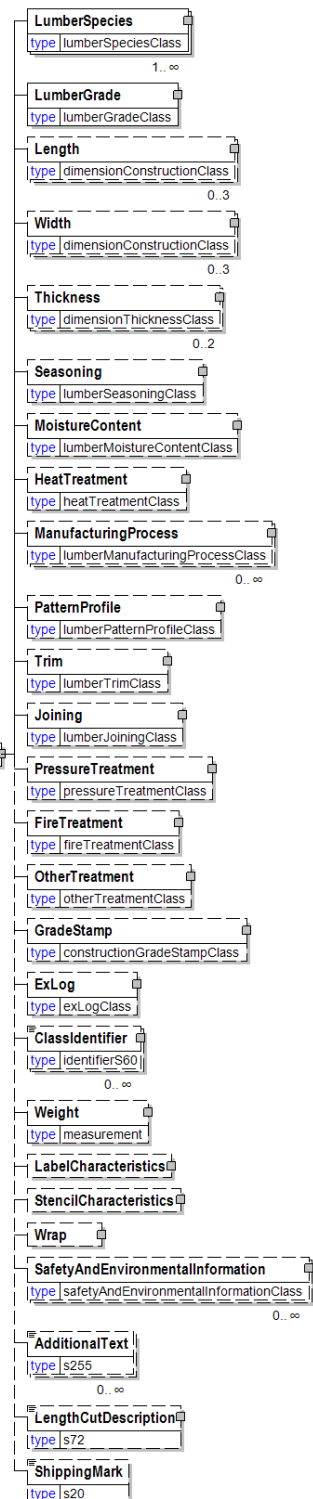 LumberSpecies
type lumberSpeciesClass
1.. ∞
LumberGrade
type lumberGradeClass
Length
type dimensionConstructionClass
0..3
Width
type dimensionConstructionClass
0..3
Thickness
type dimensionThicknessClass
0..2
Seasoning
type lumberSeasoningClass
MoistureContent
type lumberMoistureContentClass
HeatTreatment
type heatTreatmentClass
ManufacturingProcess
type lumberManufacturingProcessClass
0.. ∞
PatternProfile
type lumberPatternProfileClass
Trim
type lumberTrimClass
Joining
type lumberJoiningClass
PressureTreatment
type pressureTreatmentClass
FireTreatment
type fireTreatmentClass
OtherTreatment
type otherTreatmentClass
GradeStamp
type constructionGradeStampClass
ExLog
type exLogClass
ClassIdentifier
type identifierS60
0.. ∞
Weight
type measurement
LabelCharacteristics
StencilCharacteristics
Wrap
SafetyAndEnvironmentalInformation
type safetyAndEnvironmentalInformationClass
0.. ∞
AdditionalText
type s255
0.. ∞
LengthCutDescription
type s72
ShippingMark
type s20